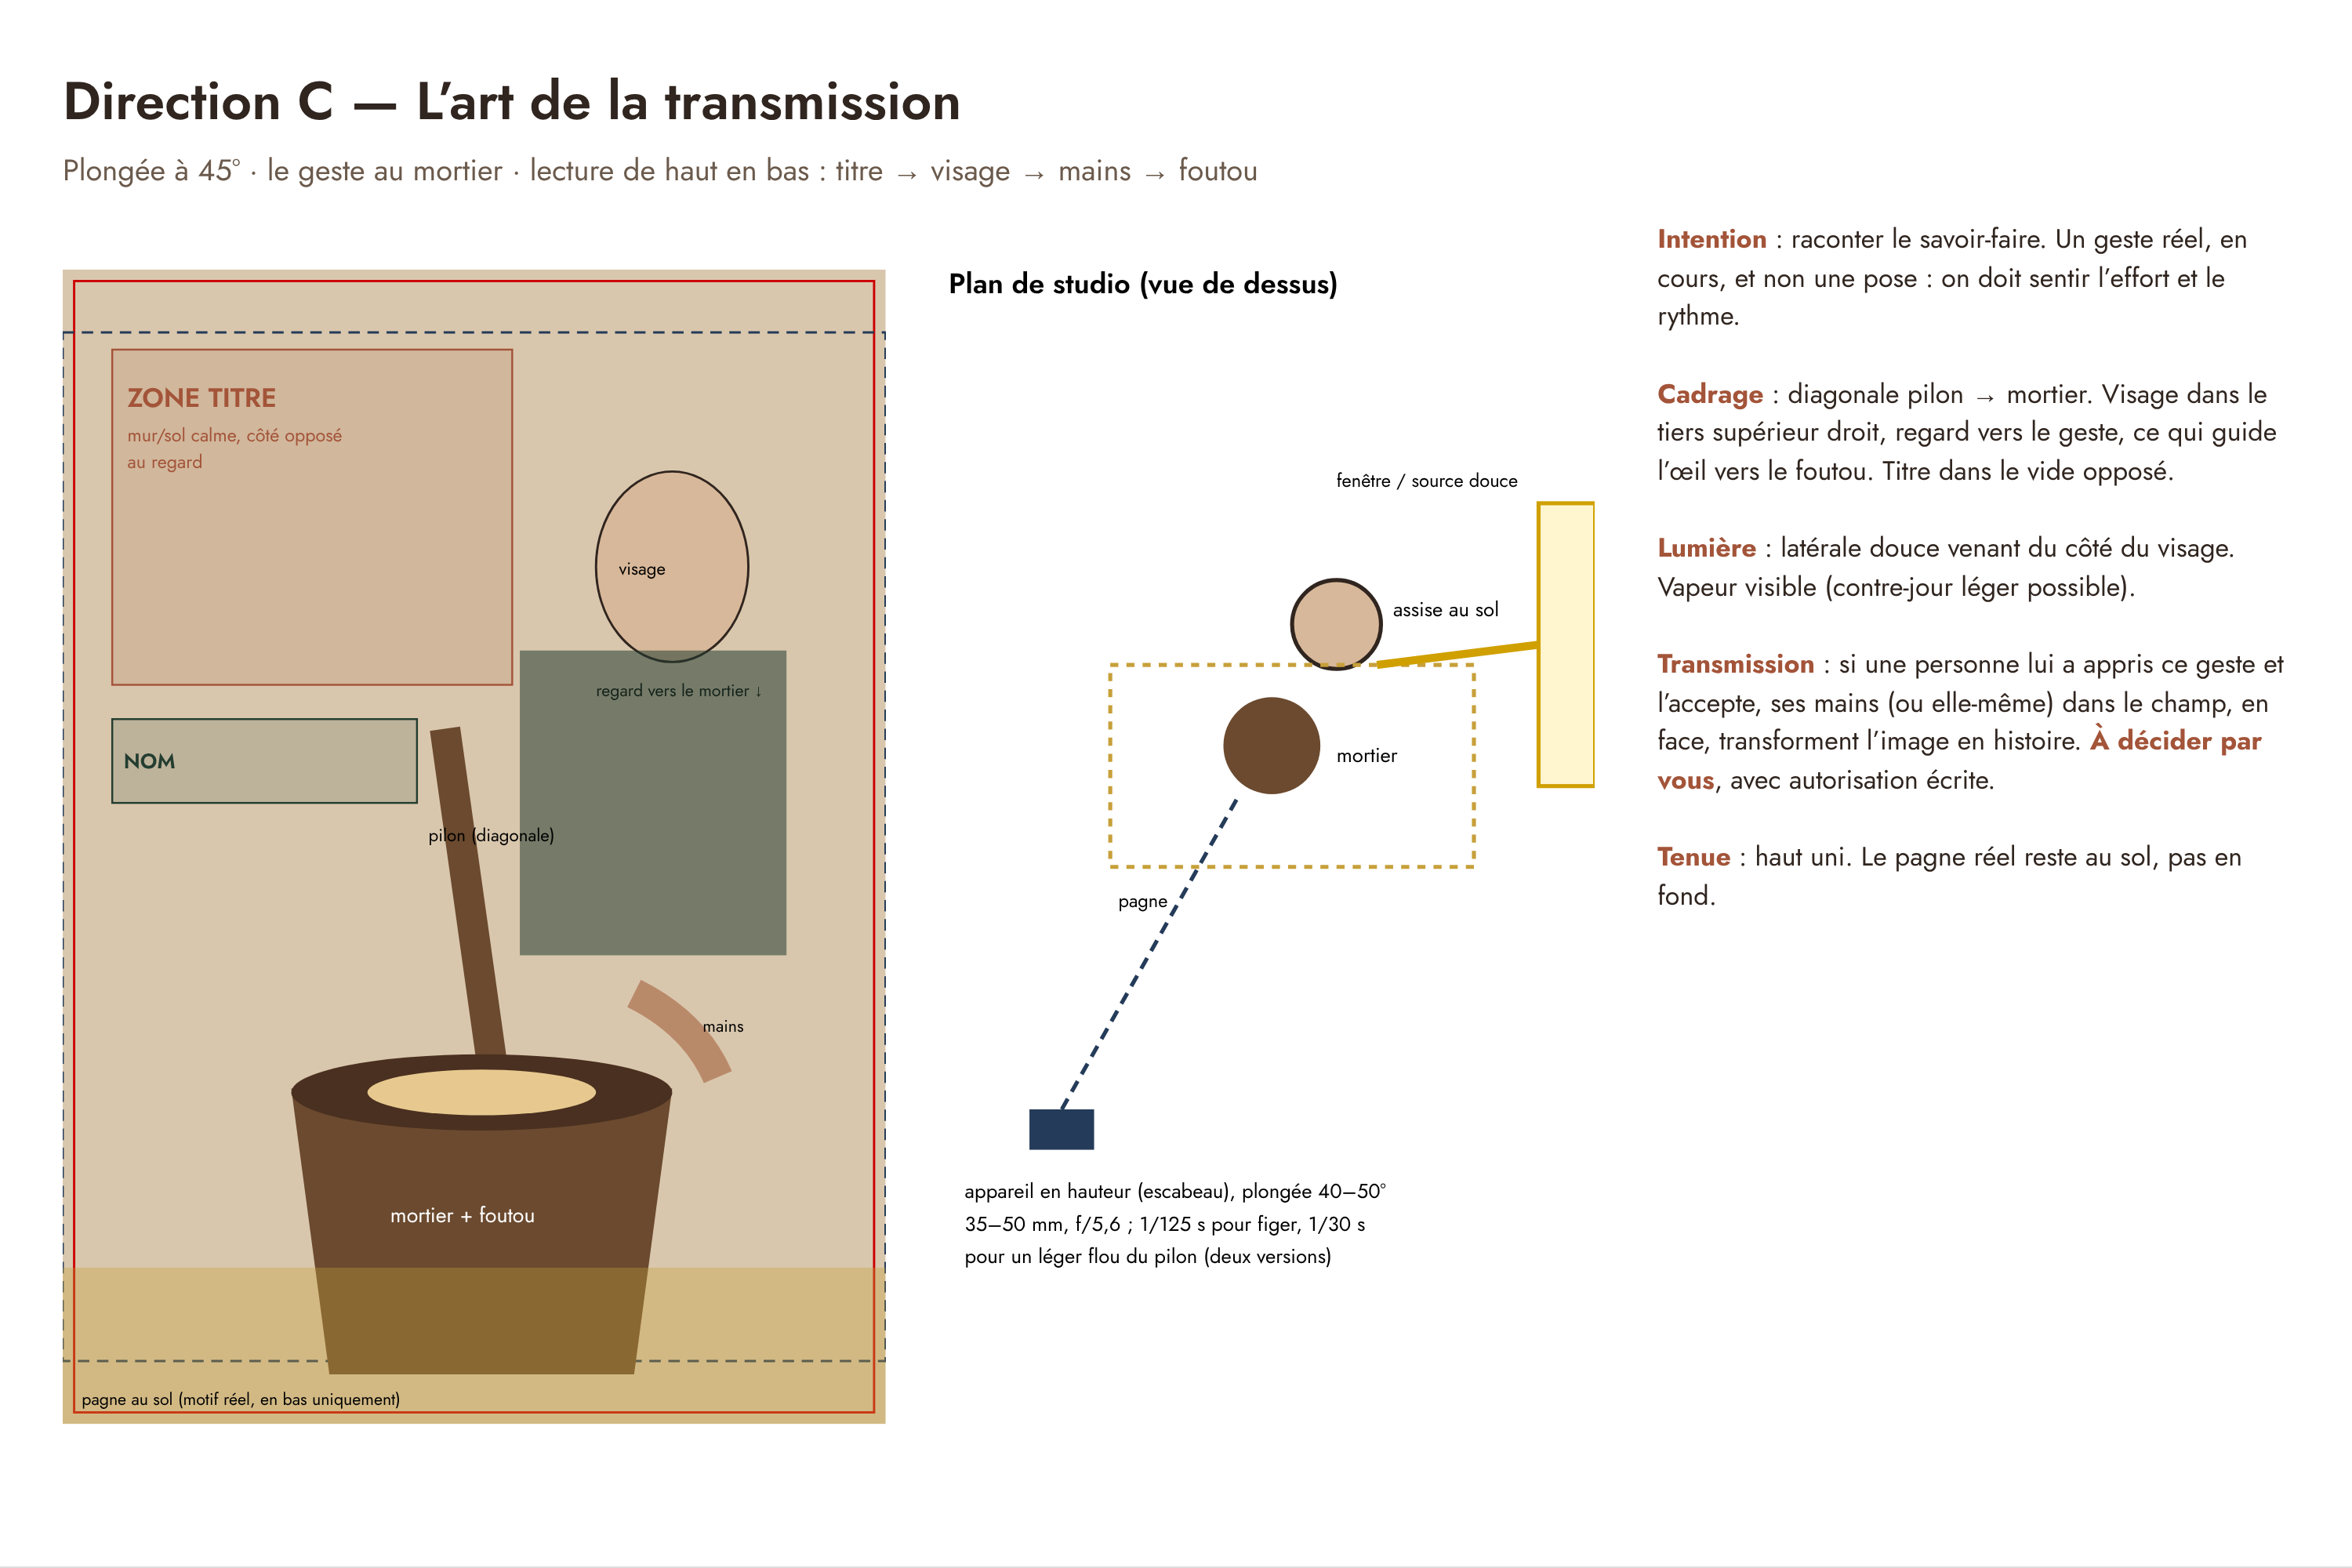 Direction C — L’art de la transmission
Plongée à 45° · le geste au mortier · lecture de haut en bas : titre → visage → mains → foutou
ZONE TITRE
mur/sol calme, côté opposé
au regard
visage
regard vers le mortier ↓
NOM
pilon (diagonale)
mains
mortier + foutou
pagne au sol (motif réel, en bas uniquement)
Plan de studio (vue de dessus)
fenêtre / source douce
assise au sol
mortier
pagne
appareil en hauteur (escabeau), plongée 40–50°
35–50 mm, f/5,6 ; 1/125 s pour figer, 1/30 s
pour un léger flou du pilon (deux versions)
Intention : raconter le savoir-faire. Un geste réel, en
cours, et non une pose : on doit sentir l’effort et le
rythme.
Cadrage : diagonale pilon → mortier. Visage dans le
tiers supérieur droit, regard vers le geste, ce qui guide
l’œil vers le foutou. Titre dans le vide opposé.
Lumière : latérale douce venant du côté du visage.
Vapeur visible (contre-jour léger possible).
Transmission : si une personne lui a appris ce geste et
l’accepte, ses mains (ou elle-même) dans le champ, en
face, transforment l’image en histoire. À décider par
vous, avec autorisation écrite.
Tenue : haut uni. Le pagne réel reste au sol, pas en
fond.